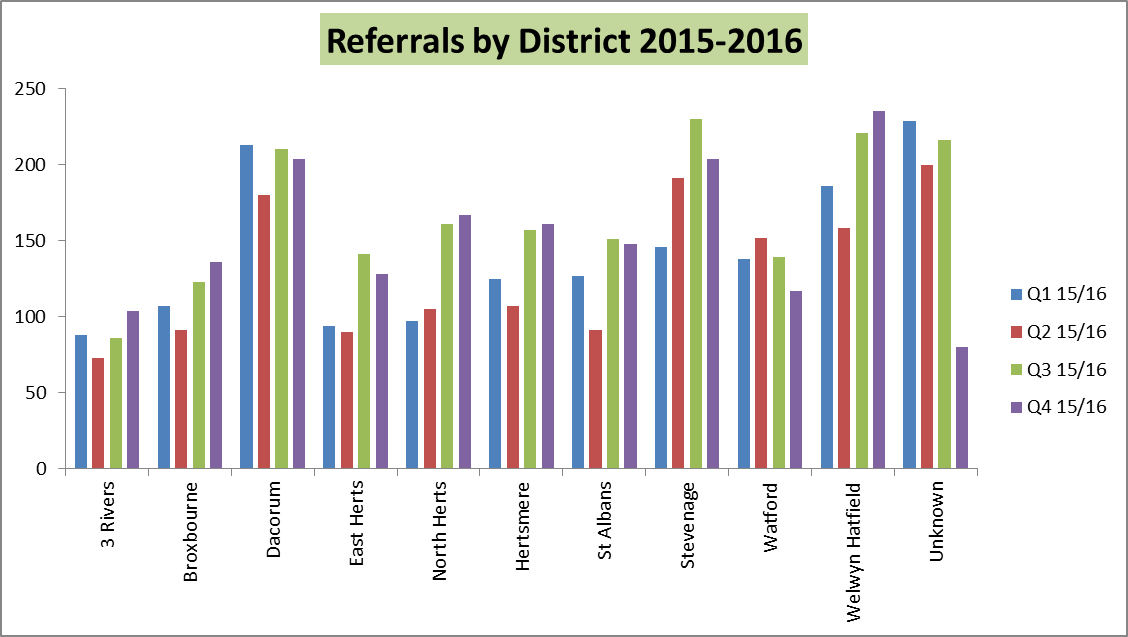 Referrals by District 2015-2016
250
200
150
100
50
0
3 Rivers
Broxbourne
Dacorum
East Herts
North Herts
Hertsmere
St Albans
Stevenage
Watford
Welwyn Hatfield
Unknown
Q1 15/16
Q2 15/16
Q3 15/16
Q4 15/16